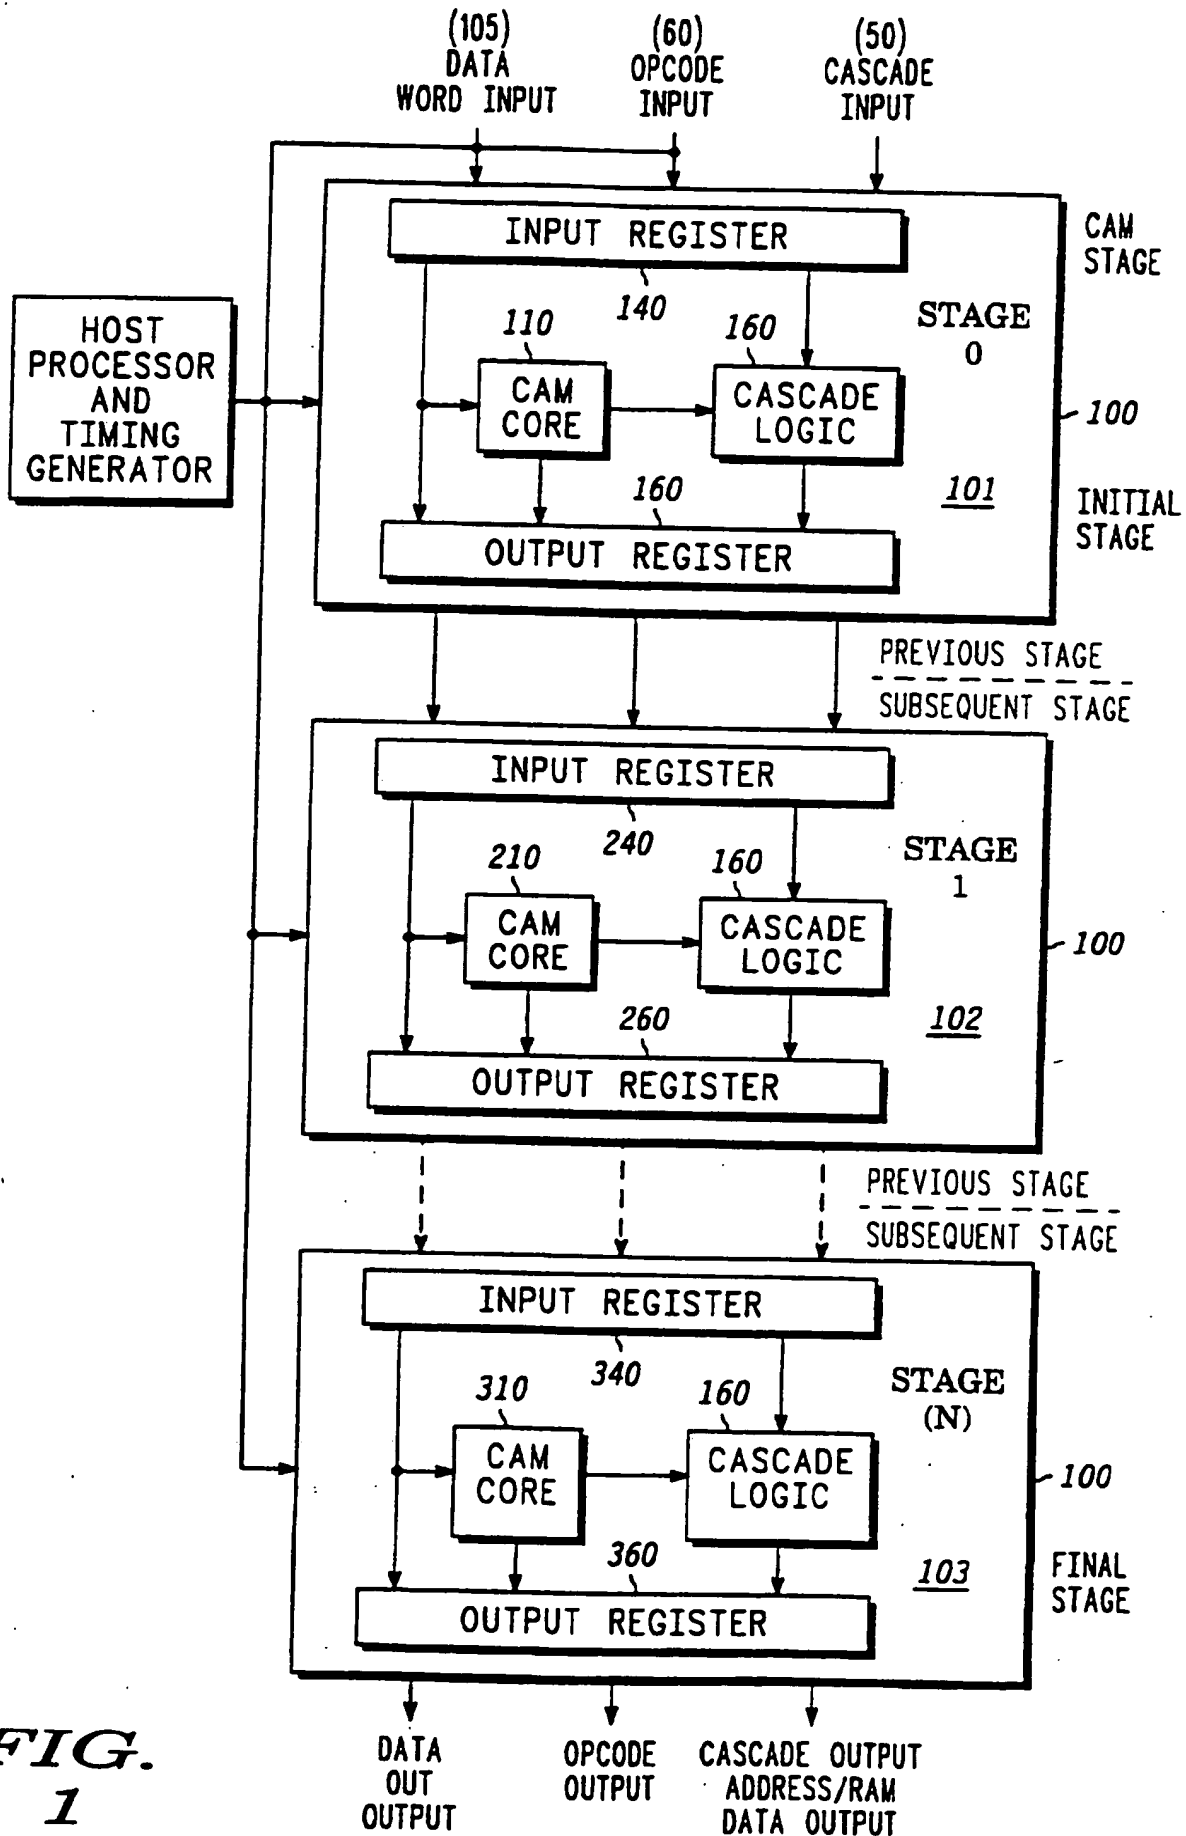 (105)
DATA
WORD INPUT
(60)
OPCODE
INPUT
(50)
CASCADE
INPUT
INPUT REGISTER
CAM
STAGE
140
STAGE
0
HOST
PROCESSOR
AND
TIMING
GENERATOR
110
160
CAM
CORE
CASCADE
LOGIC
100
160
101
INITIAL
STAGE
OUTPUT REGISTER
PREVIOUS STAGE
SUBSEQUENT STAGE
INPUT REGISTER
240
STAGE
1
210
160
CAM
CORE
CASCADE
LOGIC
100
260
102
OUTPUT REGISTER
PREVIOUS STAGE
SUBSEQUENT STAGE
INPUT REGISTER
340
STAGE
(N)
310
160
CAM
CORE
CASCADE
LOGIC
100
360
103
FINAL
STAGE
OUTPUT REGISTER
DATA
OUT
OUTPUT
OPCODE
OUTPUT
CASCADE OUTPUT
ADDRESS/RAM
DATA OUTPUT
FIG.
1